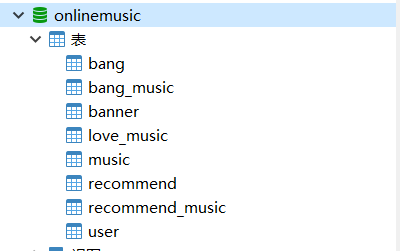 onlinemusic
表
bang
bang_music
banner
love_music
music
recommend
recommend_music
user